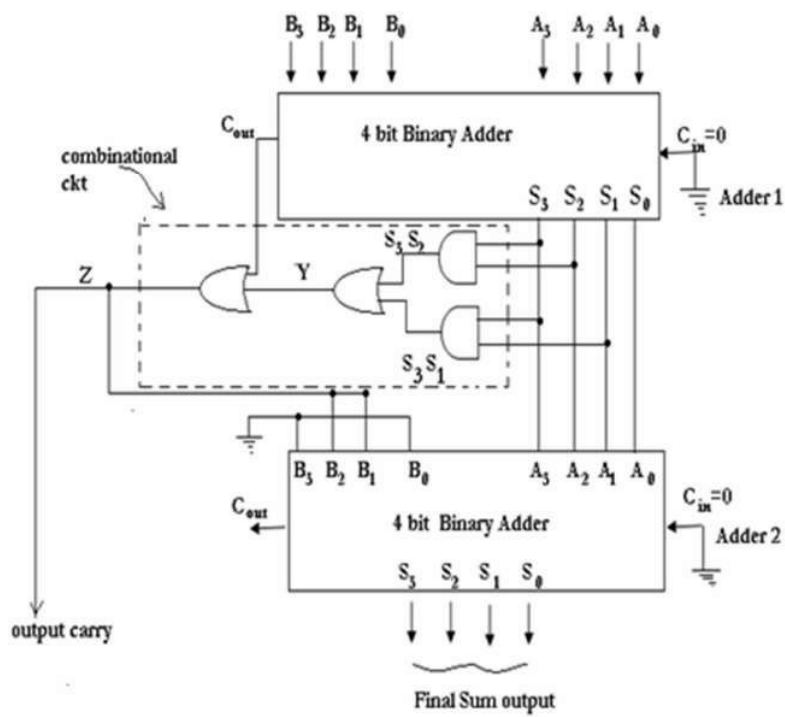 B₃ B₂ B₁ B₀ A₃ A₂ A₁ A₀
Cout 4 bit Binary Adder Cin=0
combinational
ckt
S₃ S₂ S₁ S₀ Adder 1
S₃ S₂
Z Y
S₃ S₁
B₃ B₂ B₁ B₀ A₃ A₂ A₁ A₀
Cout 4 bit Binary Adder Cin=0
Adder 2
S₃ S₂ S₁ S₀
output carry
Final Sum output